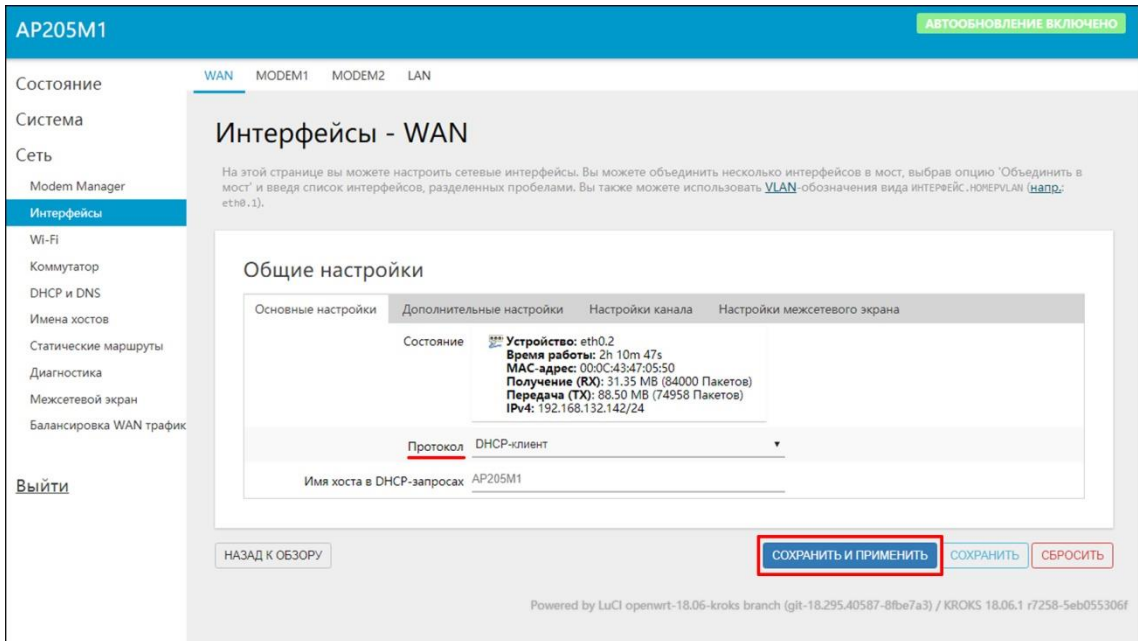 AP205M1
АВТООБНОВЛЕНИЕ ВКЛЮЧЕНО
Состояние
Система
Сеть
Modem Manager
Интерфейсы
Wi-Fi
Коммутатор
DHCP и DNS
Имена хостов
Статические маршруты
Диагностика
Межсетевой экран
Балансировка WAN трафик
Выйти
WAN MODEM1 MODEM2 LAN
Интерфейсы - WAN
На этой странице вы можете настроить сетевые интерфейсы. Вы можете объединить несколько интерфейсов в мост, выбрав опцию 'Объединить в
мост' и введя список интерфейсов, разделенных пробелами. Вы также можете использовать VLAN-обозначения вида ИНТЕРФЕЙС.НОМЕРVLAN (напр.:
eth0.1).
Общие настройки
Основные настройки Дополнительные настройки Настройки канала Настройки межсетевого экрана
Состояние
Устройство: eth0.2
Время работы: 2h 10m 47s
MAC-адрес: 00:0C:43:47:05:50
Получение (RX): 31.35 MB (84000 Пакетов)
Передача (TX): 88.50 MB (74958 Пакетов)
IPv4: 192.168.132.142/24
Протокол DHCP-клиент
Имя хоста в DHCP-запросах AP205M1
НАЗАД К ОБЗОРУ СОХРАНИТЬ И ПРИМЕНИТЬ СОХРАНИТЬ СБРОСИТЬ
Powered by LuCI openwrt-18.06-kroks branch (git-18.295.40587-8fbe7a3) / KROKS 18.06.1 r7258-5eb055306f